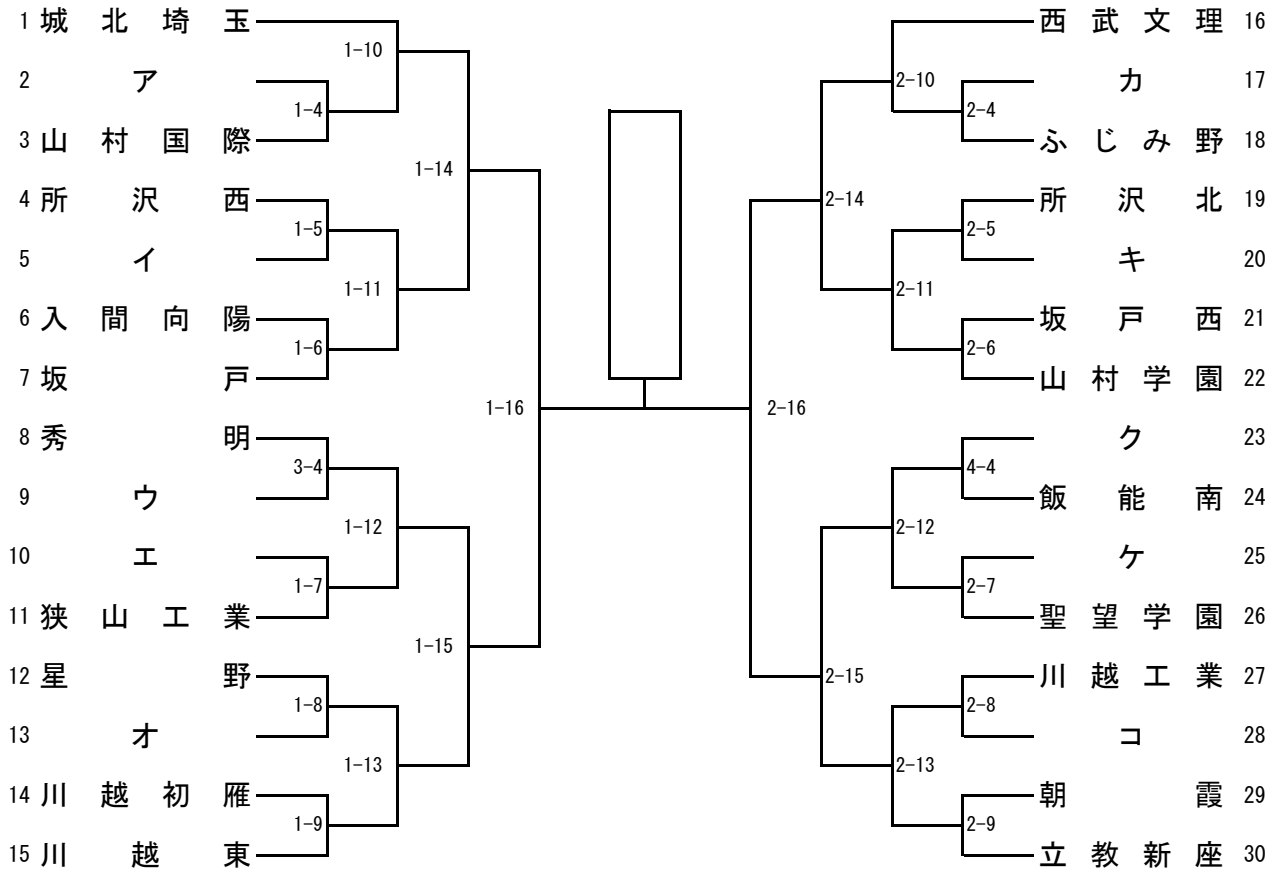 1 城北埼玉
1-10
2 ア
1-4
3 山村国際
1-14
4 所沢西
1-5
5 イ
1-11
6 入間向陽
1-6
7 坂戸
1-16
8 秀明
3-4
9 ウ
1-12
10 エ
1-7
11 狭山工業
1-15
12 星野
1-8
13 オ
1-13
14 川越初雁
1-9
15 川越東
西武文理 16
2-10
カ 17
2-4
ふじみ野 18
2-14
所沢北 19
2-5
キ 20
2-11
坂戸西 21
2-6
山村学園 22
2-16
ク 23
4-4
飯能南 24
2-12
ケ 25
2-7
聖望学園 26
2-15
川越工業 27
2-8
コ 28
2-13
朝霞 29
2-9
立教新座 30